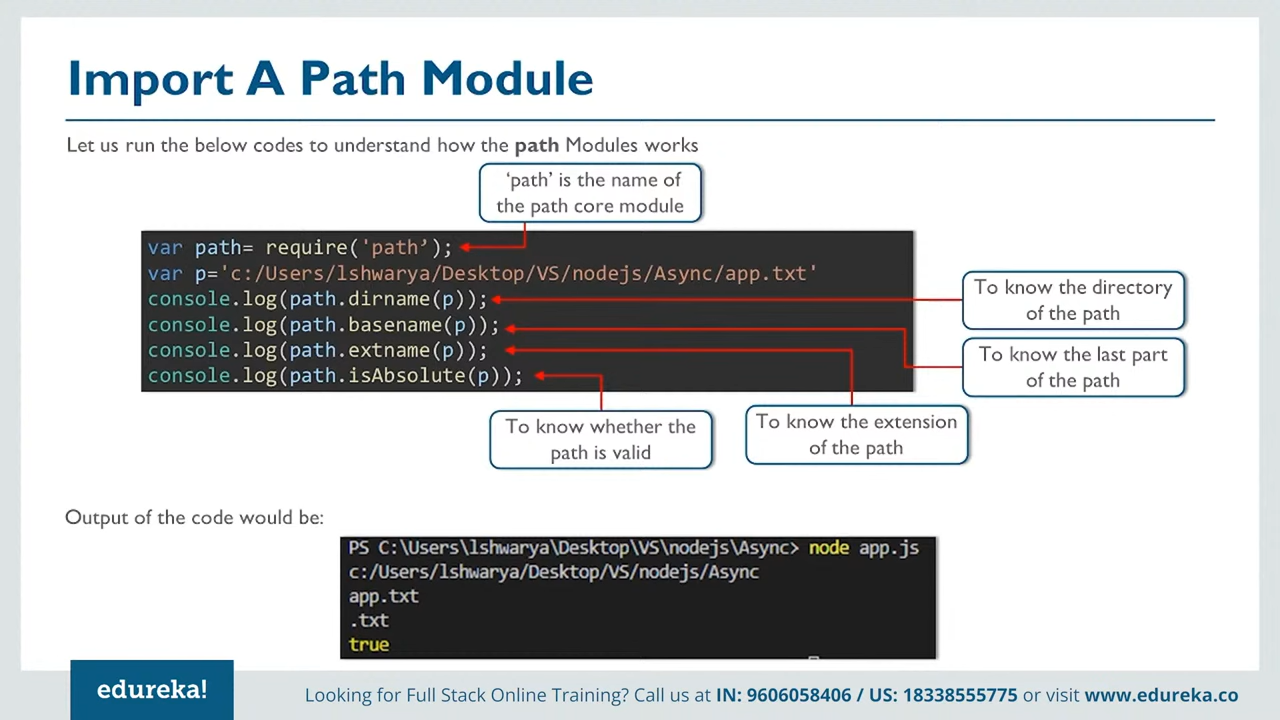 Import A Path Module
Let us run the below codes to understand how the path Modules works
‘path’ is the name of
the path core module
var path= require('path’);
var p='c:/Users/lshwarya/Desktop/VS/nodejs/Async/app.txt'
console.log(path.dirname(p));
console.log(path.basename(p));
console.log(path.extname(p));
console.log(path.isAbsolute(p));
To know the directory
of the path
To know the last part
of the path
To know the extension
of the path
To know whether the
path is valid
Output of the code would be:
PS C:\Users\lshwarya\Desktop\VS\nodejs\Async> node app.js
c:/Users/lshwarya/Desktop/VS/nodejs/Async
app.txt
.txt
true
edureka!
Looking for Full Stack Online Training? Call us at IN: 9606058406 / US: 18338555775 or visit www.edureka.co